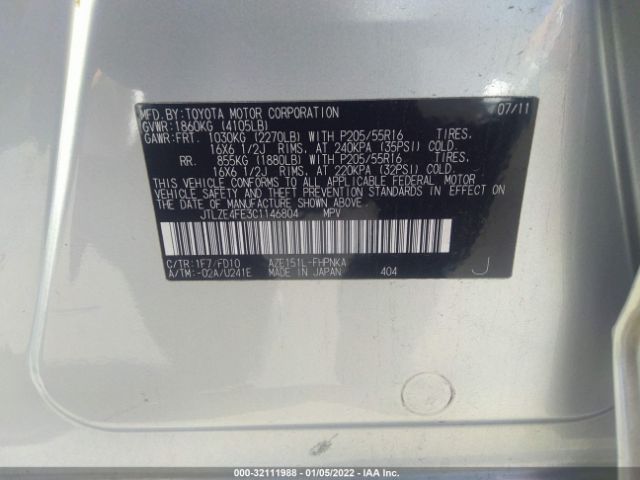 MFD.BY:TOYOTA MOTOR CORPORATION 07/11
GVWR:1860KG (4105LB)
GAWR:FRT. 1030KG (2270LB) WITH P205/55R16 TIRES.
16X6 1/2J RIMS. AT 240KPA (35PSI) COLD.
RR. 855KG (1880LB) WITH P205/55R16 TIRES.
16X6 1/2J RIMS. AT 220KPA (32PSI) COLD.
THIS VEHICLE CONFORMS TO ALL APPLICABLE FEDERAL MOTOR
VEHICLE SAFETY AND THEFT PREVENTION STANDARDS IN EFFECT ON
THE DATE OF MANUFACTURE SHOWN ABOVE.
JTLZE4FE3C1146804 MPV
C/TR:1F7/FD10 AZE151L-FHPNKA
A/TM:-02A/U241E MADE IN JAPAN 404 J
000-32111988 - 01/05/2022 - IAA Inc.